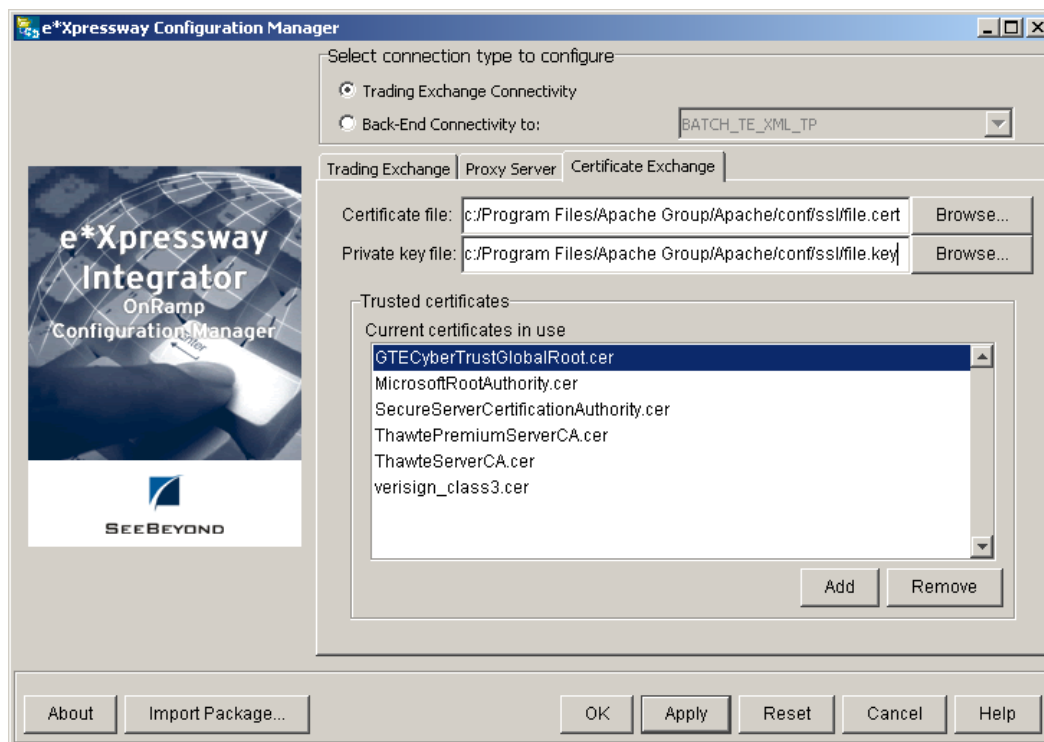 e*Xpressway Configuration Manager
Select connection type to configure
Trading Exchange Connectivity
Back-End Connectivity to: BATCH_TE_XML_TP
Trading Exchange Proxy Server Certificate Exchange
Certificate file: c:/Program Files/Apache Group/Apache/conf/ssl/file.cert Browse...
Private key file: c:/Program Files/Apache Group/Apache/conf/ssl/file.key Browse...
e*Xpressway
Integrator
OnRamp
Configuration Manager
Enter
SEEBEYOND
Trusted certificates
Current certificates in use
GTECyberTrustGlobalRoot.cer
MicrosoftRootAuthority.cer
SecureServerCertificationAuthority.cer
ThawtePremiumServerCA.cer
ThawteServerCA.cer
verisign_class3.cer
Add Remove
About Import Package... OK Apply Reset Cancel Help